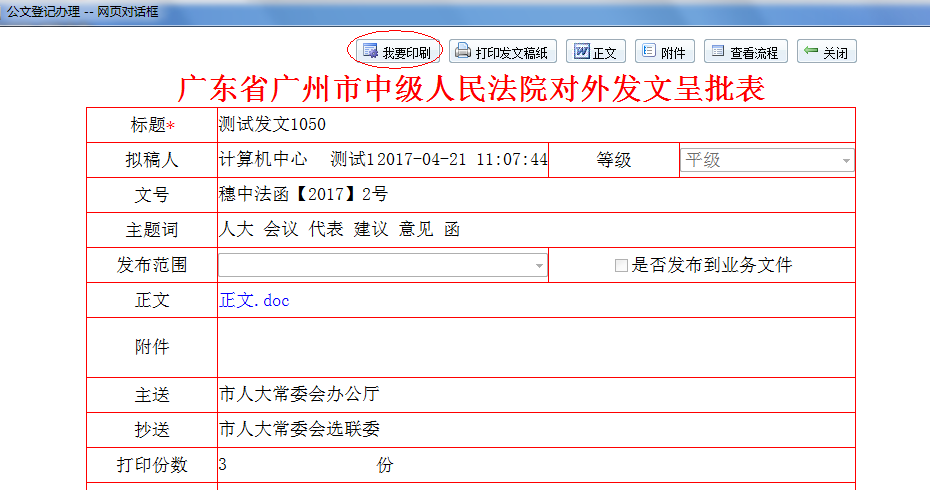 公文登记办理 -- 网页对话框
我要印刷 打印发文稿纸 正文 附件 查看流程 关闭
广东省广州市中级人民法院对外发文呈批表
标题* 测试发文1050
拟稿人 计算机中心 测试12017-04-21 11:07:44 等级 平级
文号 穗中法函【2017】2号
主题词 人大 会议 代表 建议 意见 函
发布范围 是否发布到业务文件
正文 正文.doc
附件
主送 市人大常委会办公厅
抄送 市人大常委会选联委
打印份数 3 份